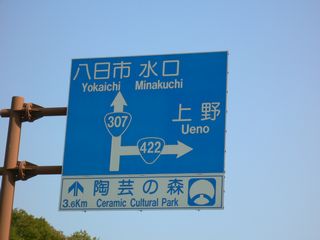 八日市 水口
Yokaichi Minakuchi
307
上野
Ueno
422
陶芸の森
3.6Km Ceramic Cultural Park